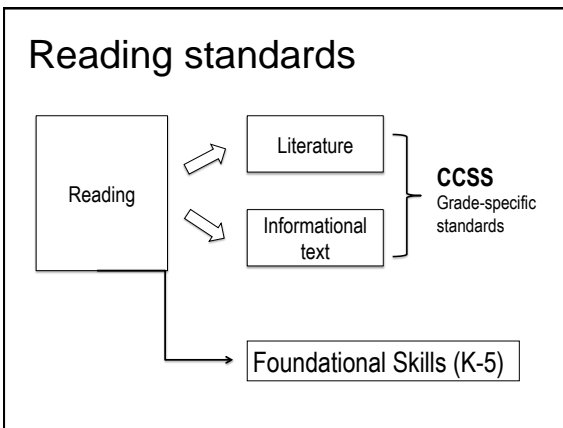 Reading standards
Reading
Literature
Informational
text
CCSS
Grade-specific
standards
Foundational Skills (K-5)